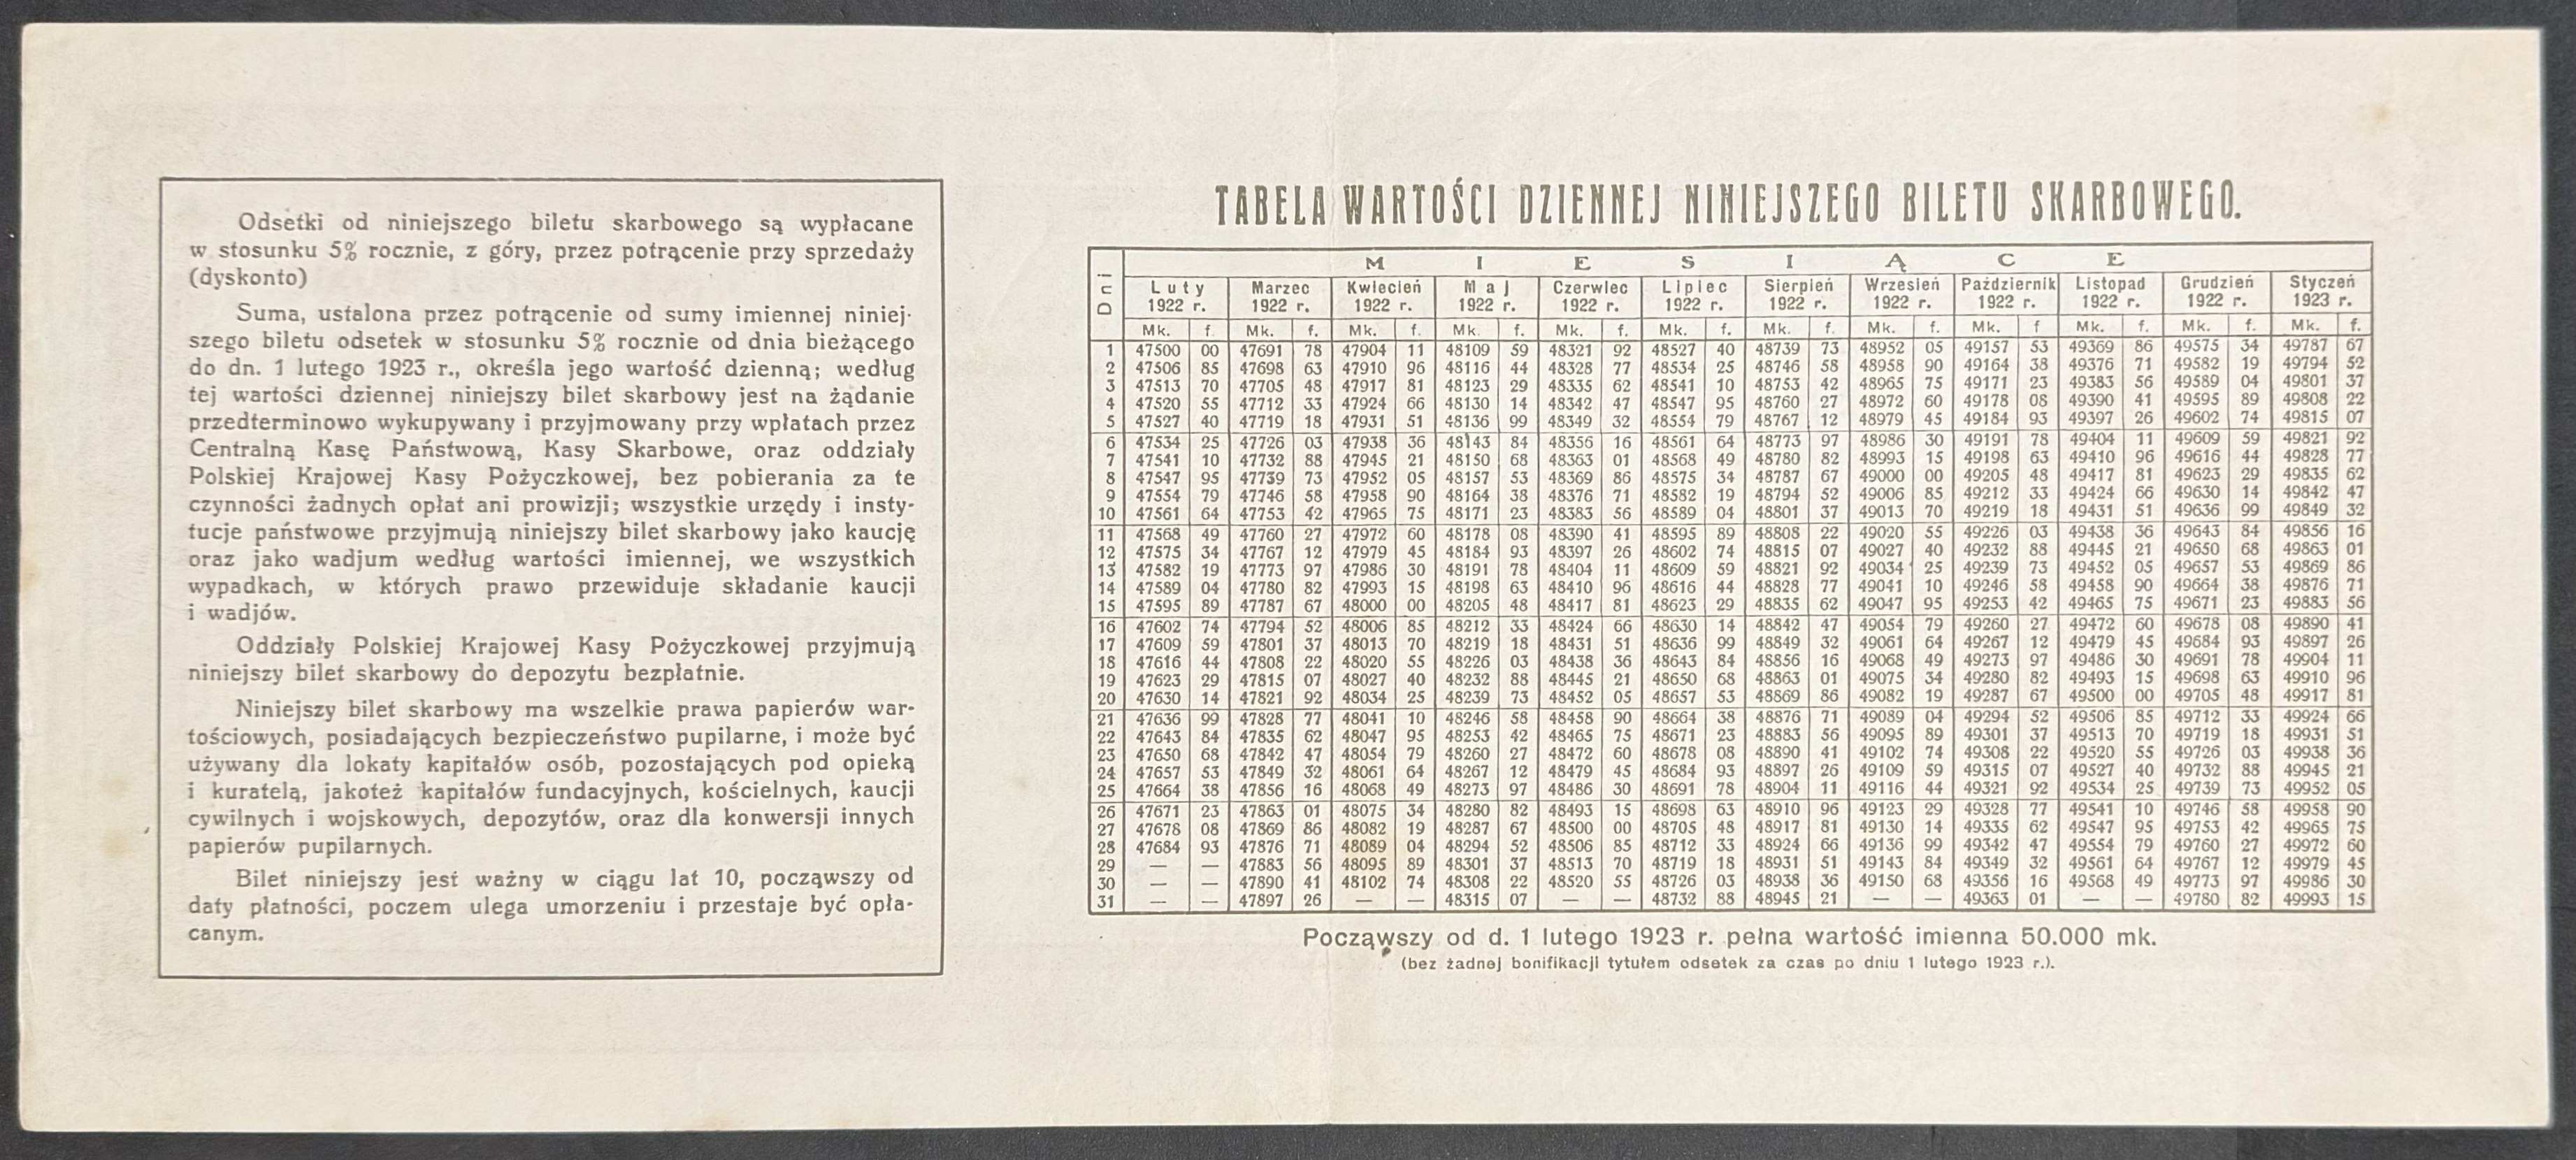 Odsetki od niniejszego biletu skarbowego są wypłacane
w stosunku 5% rocznie, z góry, przez potrącenie przy sprzedaży
(dyskonto)
Suma, ustalona przez potrącenie od sumy imiennej niniej-
szego biletu odsetek w stosunku 5% rocznie od dnia bieżącego
do dn. 1 lutego 1923 r., określa jego wartość dzienną; według
tej wartości dziennej niniejszy bilet skarbowy jest na żądanie
przedterminowo wykupywany i przyjmowany przy wpłatach przez
Centralną Kasę Państwową, Kasy Skarbowe, oraz oddziały
Polskiej Krajowej Kasy Pożyczkowej, bez pobierania za te
czynności żadnych opłat ani prowizji; wszystkie urzędy i insty-
tucje państwowe przyjmują niniejszy bilet skarbowy jako kaucję
oraz jako wadjum według wartości imiennej, we wszystkich
wypadkach, w których prawo przewiduje składanie kaucji
i wadjów.
Oddziały Polskiej Krajowej Kasy Pożyczkowej przyjmują
niniejszy bilet skarbowy do depozytu bezpłatnie.
Niniejszy bilet skarbowy ma wszelkie prawa papierów war-
tościowych, posiadających bezpieczeństwo pupilarne, i może być
używany dla lokaty kapitałów osób, pozostających pod opieką
i kuratelą, jakoteż kapitałów fundacyjnych, kościelnych, kaucji
cywilnych i wojskowych, depozytów, oraz dla konwersji innych
papierów pupilarnych.
Bilet niniejszy jest ważny w ciągu lat 10, począwszy od
daty płatności, poczem ulega umorzeniu i przestaje być opła-
canym.
TABELA WARTOŚCI DZIENNEJ NINIEJSZEGO BILETU SKARBOWEGO.
Dni M I E S I Ą C E
Luty Marzec Kwiecień Maj Czerwiec Lipiec Sierpień Wrzesień Październik Listopad Grudzień Styczeń
1922 r. 1922 r. 1922 r. 1922 r. 1922 r. 1922 r. 1922 r. 1922 r. 1922 r. 1922 r. 1922 r. 1923 r.
Mk. f. Mk. f. Mk. f. Mk. f. Mk. f. Mk. f. Mk. f. Mk. f. Mk. f Mk. f. Mk. f. Mk. f.
1 47500 00 47691 78 47904 11 48109 59 48321 92 48527 40 48739 73 48952 05 49157 53 49369 86 49575 34 49787 67
2 47506 85 47698 63 47910 96 48116 44 48328 77 48534 25 48746 58 48958 90 49164 38 49376 71 49582 19 49794 52
3 47513 70 47705 48 47917 81 48123 29 48335 62 48541 10 48753 42 48965 75 49171 23 49383 56 49589 04 49801 37
4 47520 55 47712 33 47924 66 48130 14 48342 47 48547 95 48760 27 48972 60 49178 08 49390 41 49595 89 49808 22
5 47527 40 47719 18 47931 51 48136 99 48349 32 48554 79 48767 12 48979 45 49184 93 49397 26 49602 74 49815 07
6 47534 25 47726 03 47938 36 48143 84 48356 16 48561 64 48773 97 48986 30 49191 78 49404 11 49609 59 49821 92
7 47541 10 47732 88 47945 21 48150 68 48363 01 48568 49 48780 82 48993 15 49198 63 49410 96 49616 44 49828 77
8 47547 95 47739 73 47952 05 48157 53 48369 86 48575 34 48787 67 49000 00 49205 48 49417 81 49623 29 49835 62
9 47554 79 47746 58 47958 90 48164 38 48376 71 48582 19 48794 52 49006 85 49212 33 49424 66 49630 14 49842 47
10 47561 64 47753 42 47965 75 48171 23 48383 56 48589 04 48801 37 49013 70 49219 18 49431 51 49636 99 49849 32
11 47568 49 47760 27 47972 60 48178 08 48390 41 48595 89 48808 22 49020 55 49226 03 49438 36 49643 84 49856 16
12 47575 34 47767 12 47979 45 48184 93 48397 26 48602 74 48815 07 49027 40 49232 88 49445 21 49650 68 49863 01
13 47582 19 47773 97 47986 30 48191 78 48404 11 48609 59 48821 92 49034 25 49239 73 49452 05 49657 53 49869 86
14 47589 04 47780 82 47993 15 48198 63 48410 96 48616 44 48828 77 49041 10 49246 58 49458 90 49664 38 49876 71
15 47595 89 47787 67 48000 00 48205 48 48417 81 48623 29 48835 62 49047 95 49253 42 49465 75 49671 23 49883 56
16 47602 74 47794 52 48006 85 48212 33 48424 66 48630 14 48842 47 49054 79 49260 27 49472 60 49678 08 49890 41
17 47609 59 47801 37 48013 70 48219 18 48431 51 48636 99 48849 32 49061 64 49267 12 49479 45 49684 93 49897 26
18 47616 44 47808 22 48020 55 48226 03 48438 36 48643 84 48856 16 49068 49 49273 97 49486 30 49691 78 49904 11
19 47623 29 47815 07 48027 40 48232 88 48445 21 48650 68 48863 01 49075 34 49280 82 49493 15 49698 63 49910 96
20 47630 14 47821 92 48034 25 48239 73 48452 05 48657 53 48869 86 49082 19 49287 67 49500 00 49705 48 49917 81
21 47636 99 47828 77 48041 10 48246 58 48458 90 48664 38 48876 71 49089 04 49294 52 49506 85 49712 33 49924 66
22 47643 84 47835 62 48047 95 48253 42 48465 75 48671 23 48883 56 49095 89 49301 37 49513 70 49719 18 49931 51
23 47650 68 47842 47 48054 79 48260 27 48472 60 48678 08 48890 41 49102 74 49308 22 49520 55 49726 03 49938 36
24 47657 53 47849 32 48061 64 48267 12 48479 45 48684 93 48897 26 49109 59 49315 07 49527 40 49732 88 49945 21
25 47664 38 47856 16 48068 49 48273 97 48486 30 48691 78 48904 11 49116 44 49321 92 49534 25 49739 73 49952 05
26 47671 23 47863 01 48075 34 48280 82 48493 15 48698 63 48910 96 49123 29 49328 77 49541 10 49746 58 49958 90
27 47678 08 47869 86 48082 19 48287 67 48500 00 48705 48 48917 81 49130 14 49335 62 49547 95 49753 42 49965 75
28 47684 93 47876 71 48089 04 48294 52 48506 85 48712 33 48924 66 49136 99 49342 47 49554 79 49760 27 49972 60
29 — — 47883 56 48095 89 48301 37 48513 70 48719 18 48931 51 49143 84 49349 32 49561 64 49767 12 49979 45
30 — — 47890 41 48102 74 48308 22 48520 55 48726 03 48938 36 49150 68 49356 16 49568 49 49773 97 49986 30
31 — — 47897 26 — — 48315 07 — — 48732 88 48945 21 — — 49363 01 — — 49780 82 49993 15
Począwszy od d. 1 lutego 1923 r. pełna wartość imienna 50.000 mk.
(bez żadnej bonifikacji tytułem odsetek za czas po dniu 1 lutego 1923 r.).